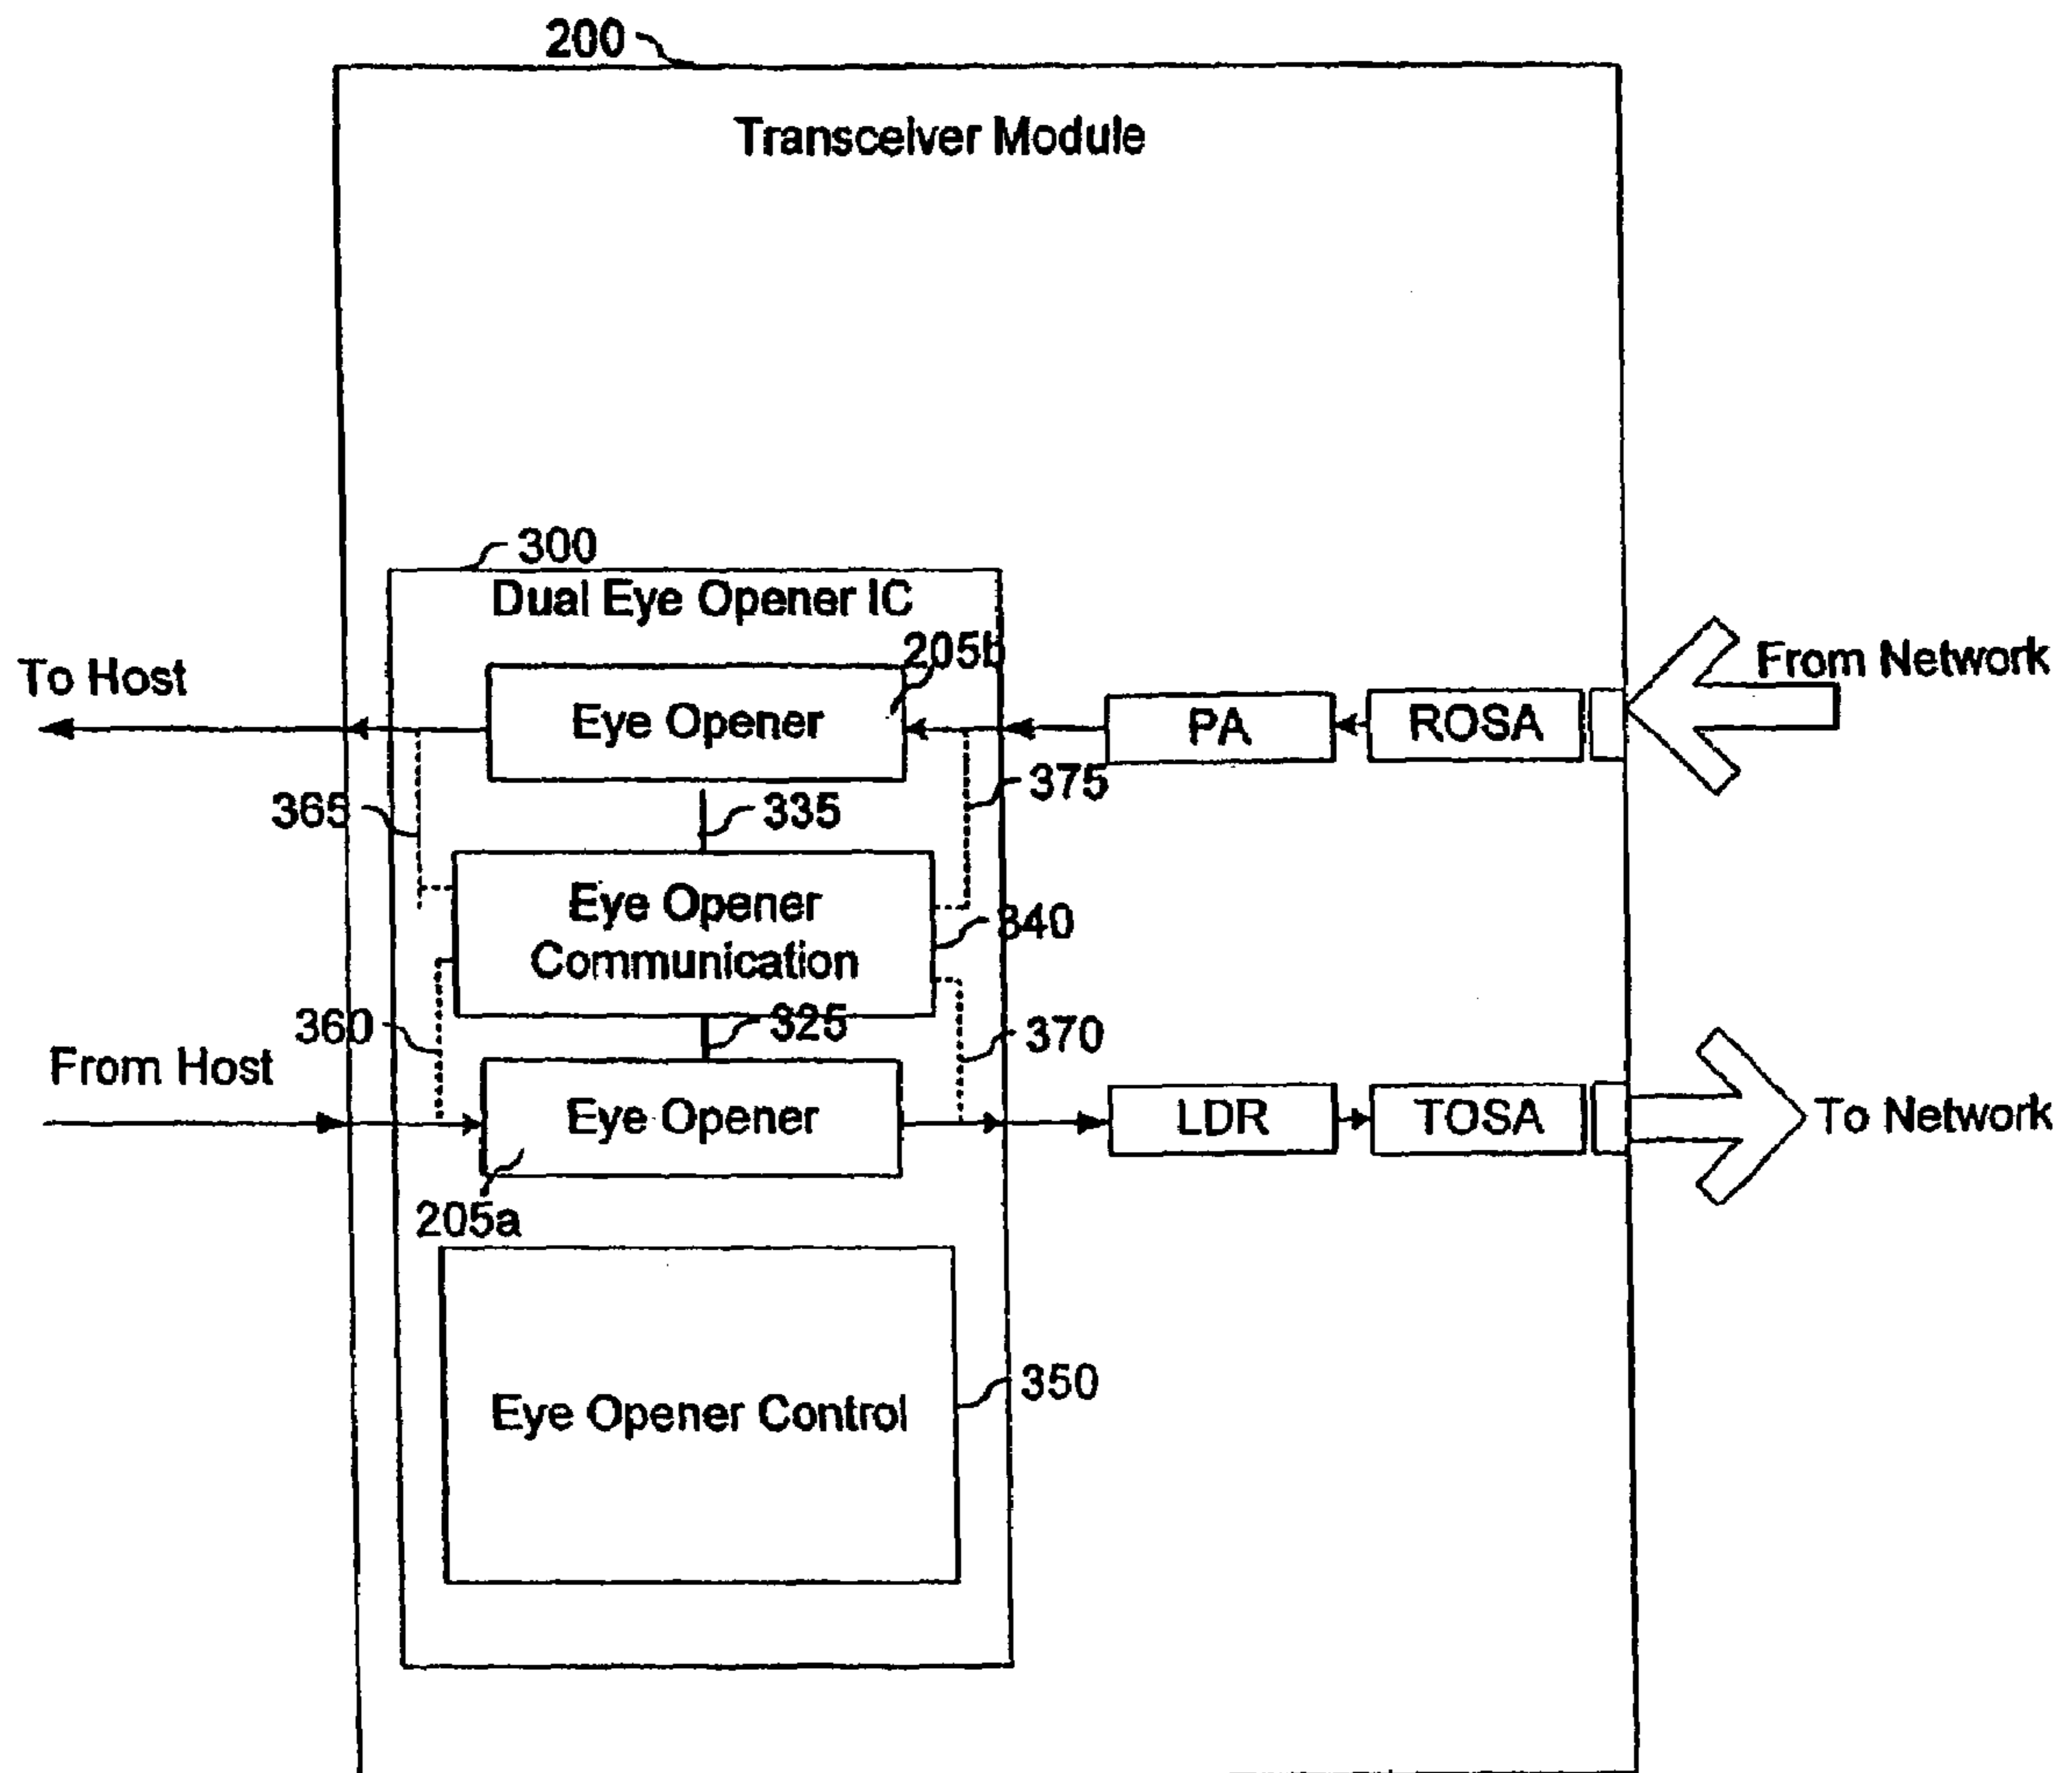 200
Transceiver Module
300
Dual Eye Opener IC
205b
To Host
Eye Opener
PA
ROSA
From Network
365
335
375
Eye Opener
Communication
340
360
325
370
From Host
Eye Opener
LDR
TOSA
To Network
205a
Eye Opener Control
350